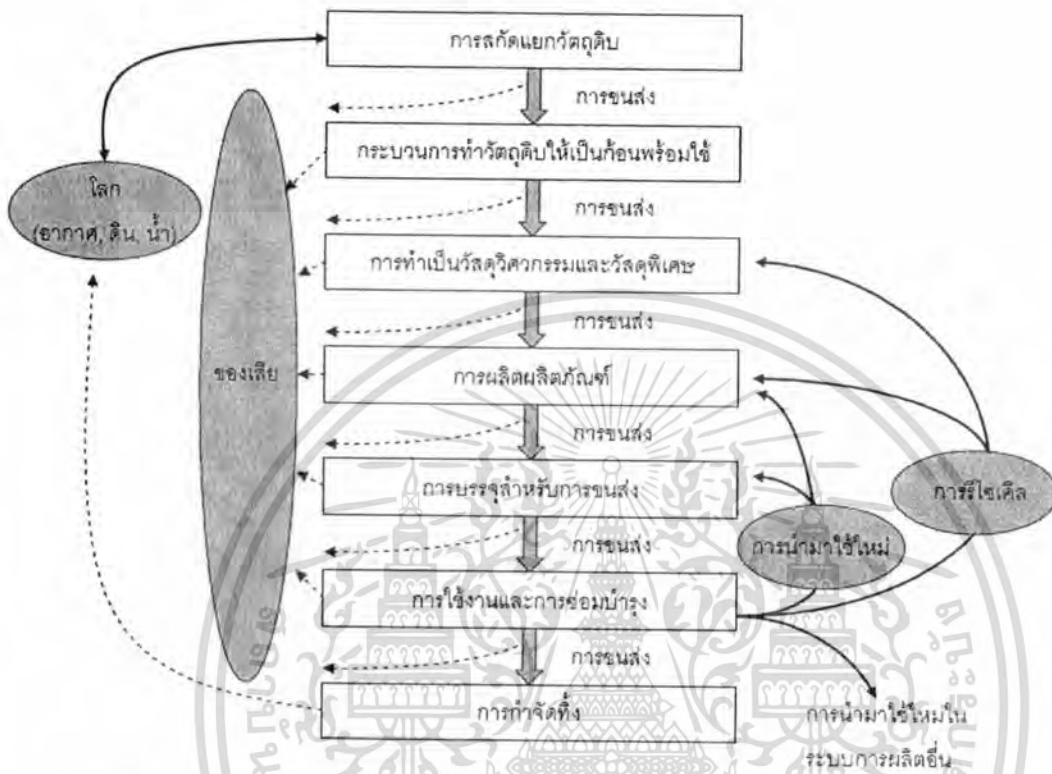 การสกัดแยกวัตถุดิบ
การขนส่ง
กระบวนการทำวัตถุดิบให้เป็นก้อนพร้อมใช้
โลก
(อากาศ, ดิน, น้ำ)
การขนส่ง
การทำเป็นวัสดุวิศวกรรมและวัสดุพิเศษ
การขนส่ง
ของเสีย
การผลิตผลิตภัณฑ์
การขนส่ง
การบรรจุสำหรับการขนส่ง
การรีไซเคิล
การขนส่ง
การนำมาใช้ใหม่
การใช้งานและการซ่อมบำรุง
การขนส่ง
การกำจัดทิ้ง
การนำมาใช้ใหม่ใน
ระบบการผลิตอื่น